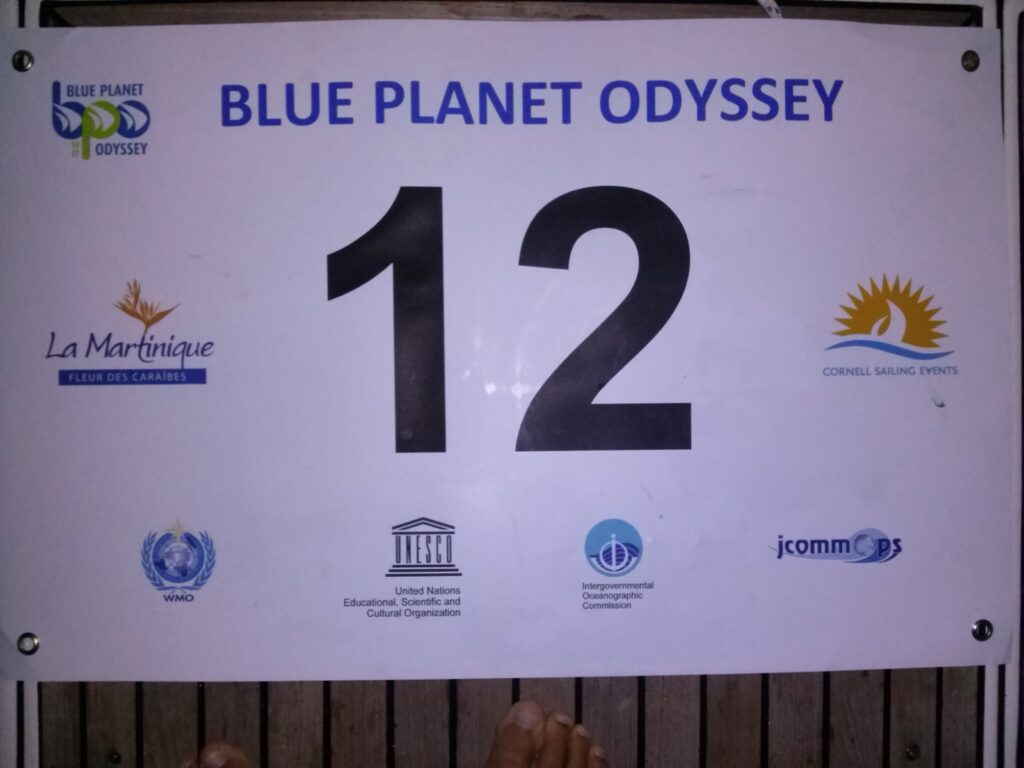 BLUE PLANET
bpo
ODYSSEY
BLUE PLANET ODYSSEY
12
La Martinique
FLEUR DES CARAÏBES
CORNELL SAILING EVENTS
WMO
UNESCO
United Nations
Educational, Scientific and
Cultural Organization
Intergovernmental
Oceanographic
Commission
jcommOps